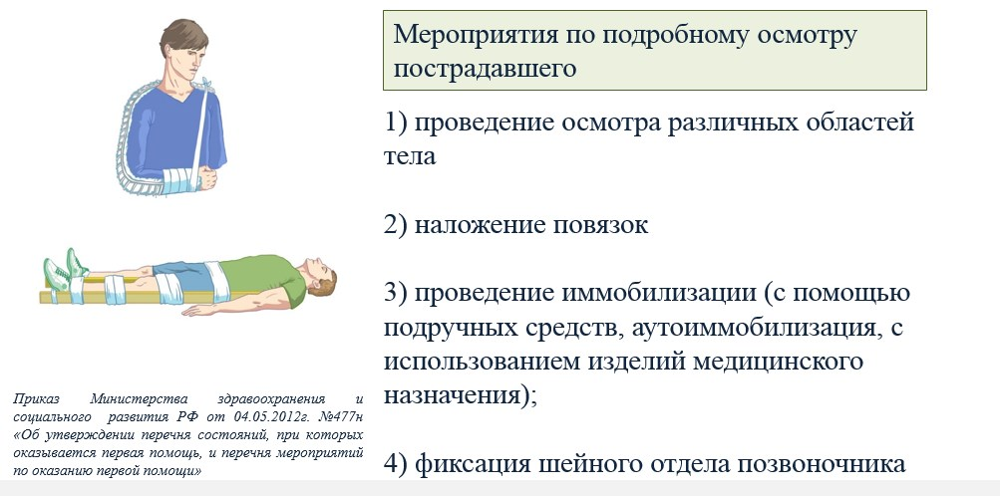 Мероприятия по подробному осмотру
пострадавшего
1) проведение осмотра различных областей
тела
2) наложение повязок
3) проведение иммобилизации (с помощью
подручных средств, аутоиммобилизация, с
использованием изделий медицинского
назначения);
4) фиксация шейного отдела позвоночника
Приказ Министерства здравоохранения и
социального развития РФ от 04.05.2012г. №477н
«Об утверждении перечня состояний, при которых
оказывается первая помощь, и перечня мероприятий
по оказанию первой помощи»